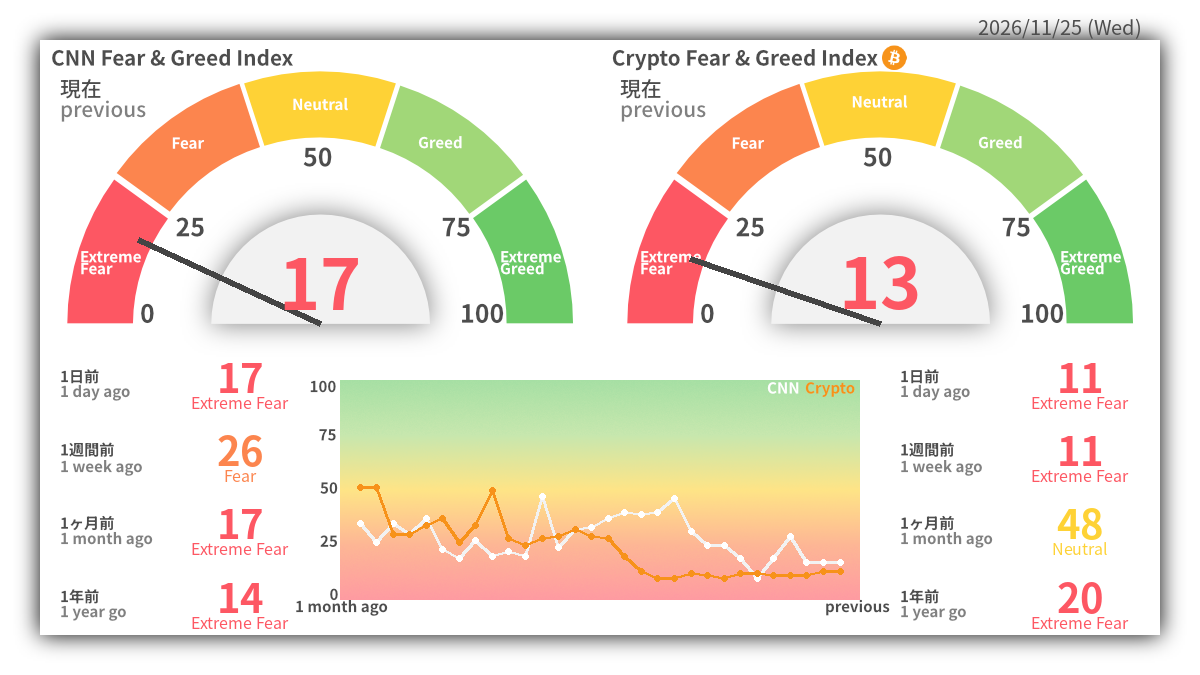 2026/11/25 (Wed)
CNN Fear & Greed Index
現在
previous
Extreme
Fear
Fear
Neutral
Greed
Extreme
Greed
0
25
50
75
100
17
Crypto Fear & Greed Index
現在
previous
Extreme
Fear
Fear
Neutral
Greed
Extreme
Greed
0
25
50
75
100
13
1日前
1 day ago
17
Extreme Fear
1週間前
1 week ago
26
Fear
1ヶ月前
1 month ago
17
Extreme Fear
1年前
1 year go
14
Extreme Fear
CNN Crypto
100
75
50
25
0
1 month ago
previous
1日前
1 day ago
11
Extreme Fear
1週間前
1 week ago
11
Extreme Fear
1ヶ月前
1 month ago
48
Neutral
1年前
1 year go
20
Extreme Fear